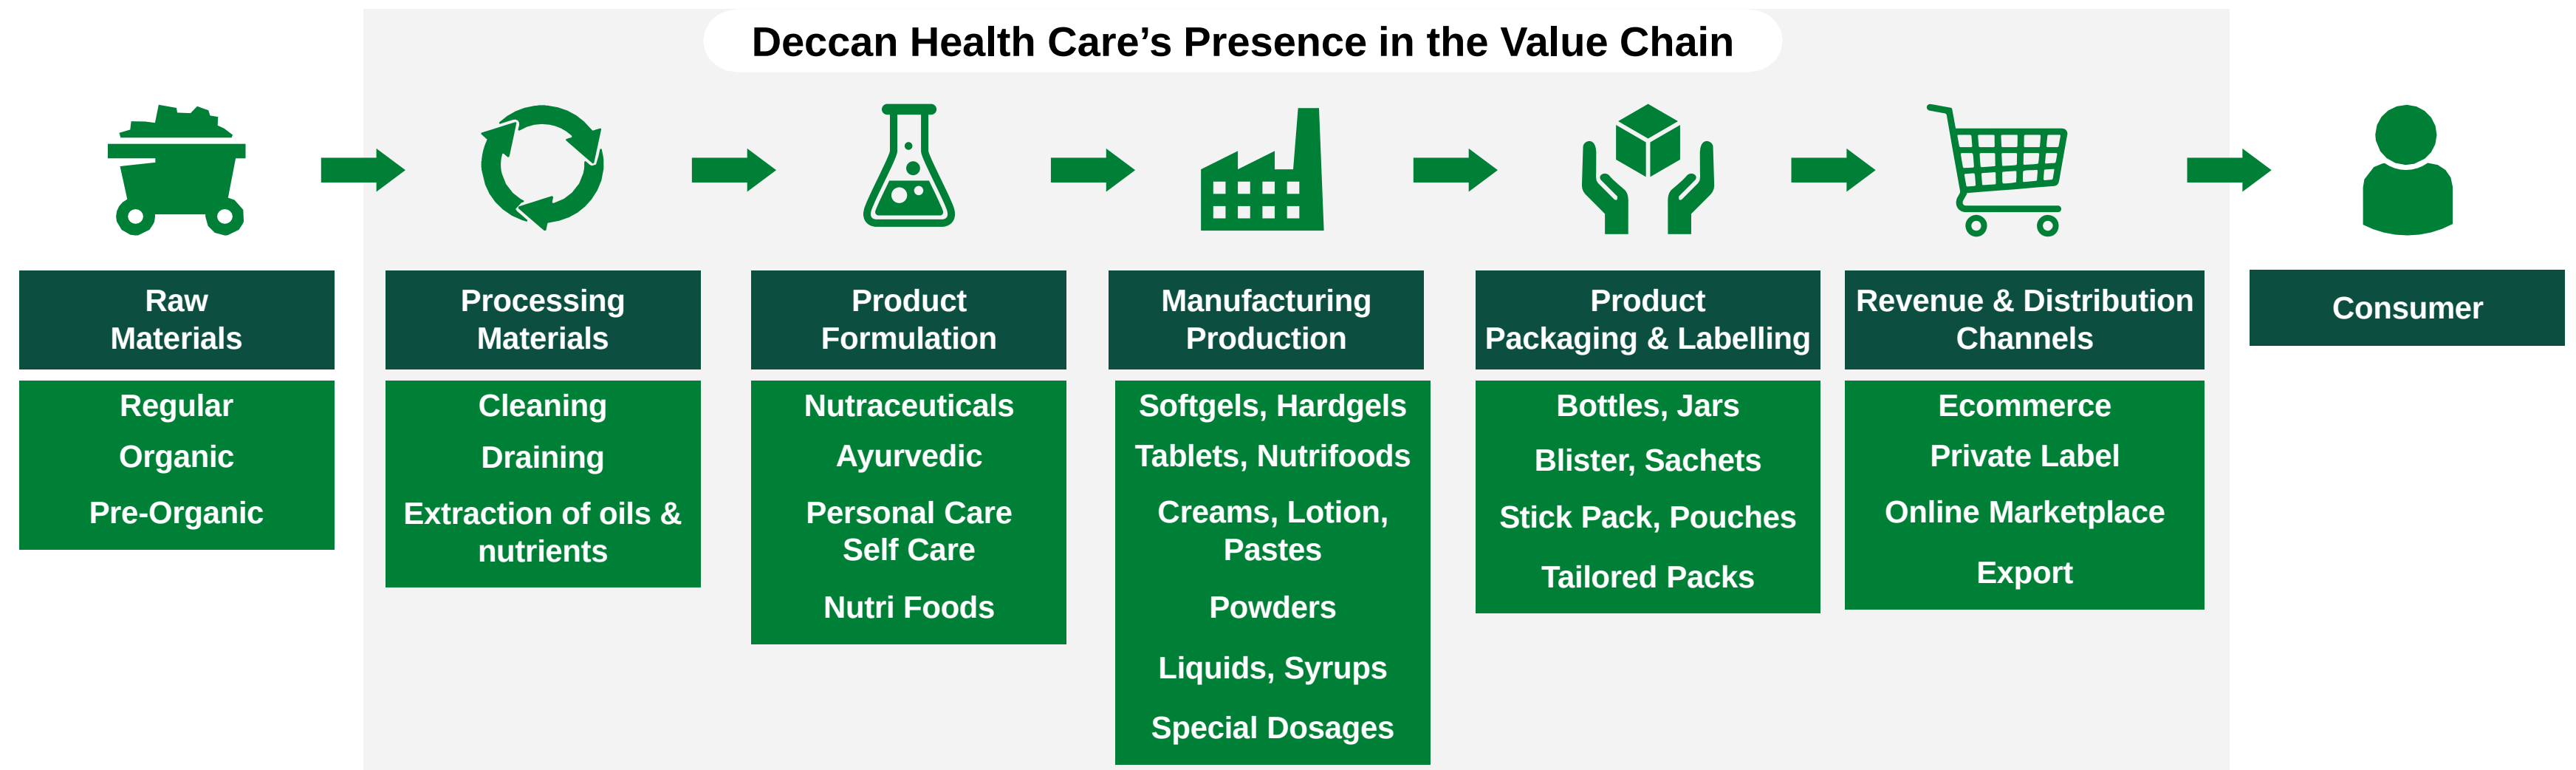 Deccan Health Care’s Presence in the Value Chain
Raw
Materials
Regular
Organic
Pre-Organic
Processing
Materials
Cleaning
Draining
Extraction of oils &
nutrients
Product
Formulation
Nutraceuticals
Ayurvedic
Personal Care
Self Care
Nutri Foods
Manufacturing
Production
Softgels, Hardgels
Tablets, Nutrifoods
Creams, Lotion,
Pastes
Powders
Liquids, Syrups
Special Dosages
Product
Packaging & Labelling
Bottles, Jars
Blister, Sachets
Stick Pack, Pouches
Tailored Packs
Revenue & Distribution
Channels
Ecommerce
Private Label
Online Marketplace
Export
Consumer